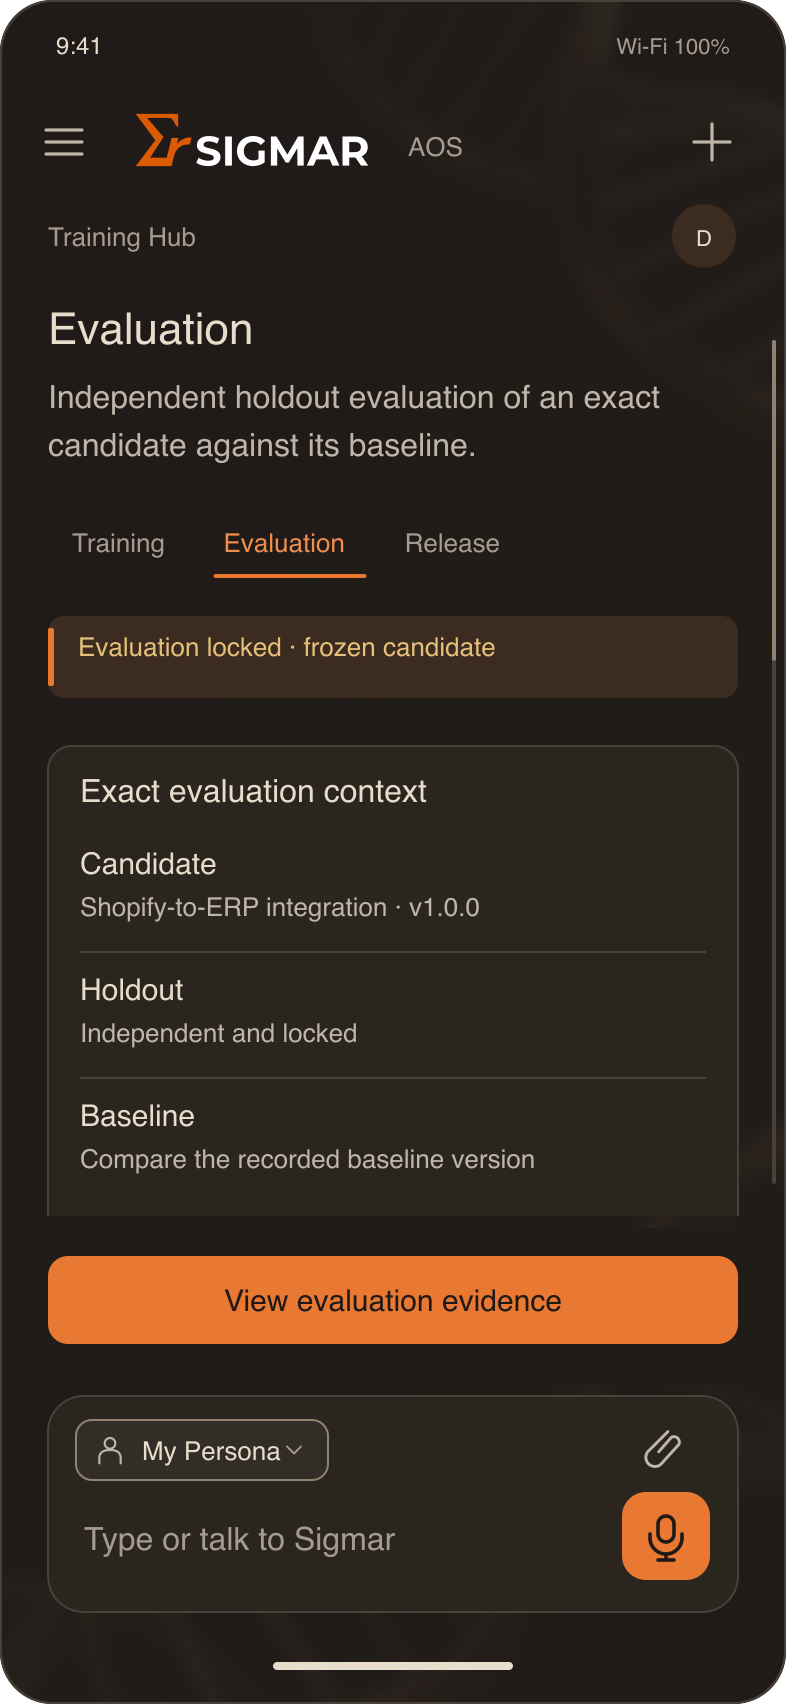 9:41
Wi-Fi 100%
Σr SIGMAR AOS
Training Hub
D
Evaluation
Independent holdout evaluation of an exact
candidate against its baseline.
Training Evaluation Release
Evaluation locked · frozen candidate
Exact evaluation context
Candidate
Shopify-to-ERP integration · v1.0.0
Holdout
Independent and locked
Baseline
Compare the recorded baseline version
View evaluation evidence
My Persona
Type or talk to Sigmar